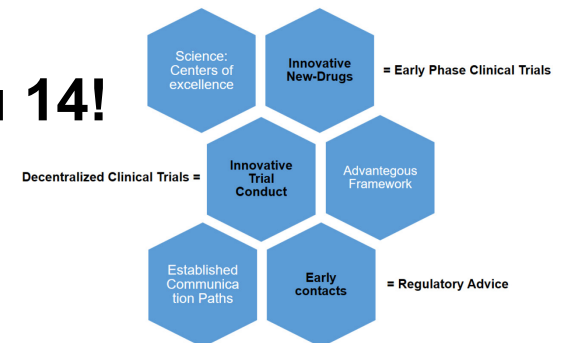 Science:
Centers of
excellence
Innovative
New-Drugs
= Early Phase Clinical Trials
14!
Decentralized Clinical Trials =
Innovative
Trial
Conduct
Advantegous
Framework
Established
Communica
tion Paths
Early
contacts
= Regulatory Advice